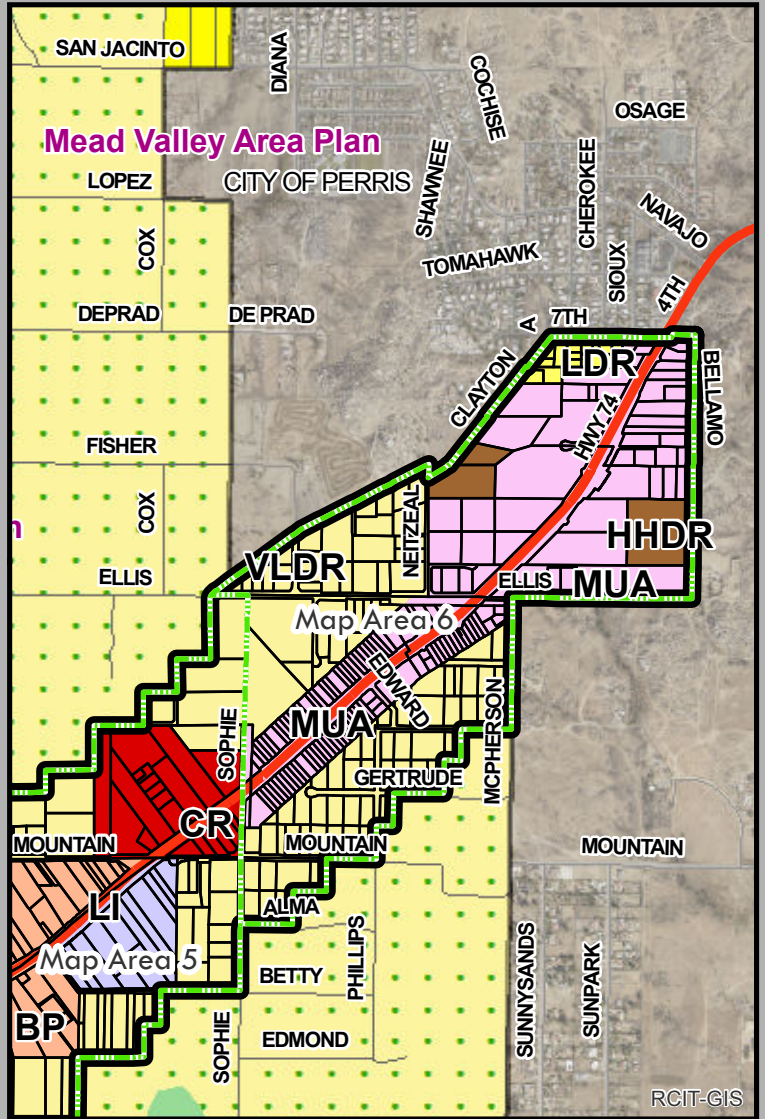 SAN JACINTO
DIANA
COCHISE
OSAGE
Mead Valley Area Plan
LOPEZ
CITY OF PERRIS
SHAWNEE
CHEROKEE
NAVAJO
COX
TOMAHAWK
SIOUX
4TH
DEPRAD
DE PRAD
A
7TH
CLAYTON
LDR
BELLAMO
HWY 74
FISHER
COX
NEITZEAL
n
HHDR
ELLIS
VLDR
ELLIS
MUA
Map Area 6
EDWARD
SOPHIE
MUA
MCPHERSON
GERTRUDE
CR
MOUNTAIN
MOUNTAIN
MOUNTAIN
LI
ALMA
Map Area 5
PHILLIPS
SUNNYSANDS
SUNPARK
BETTY
BP
SOPHIE
EDMOND
RCIT-GIS